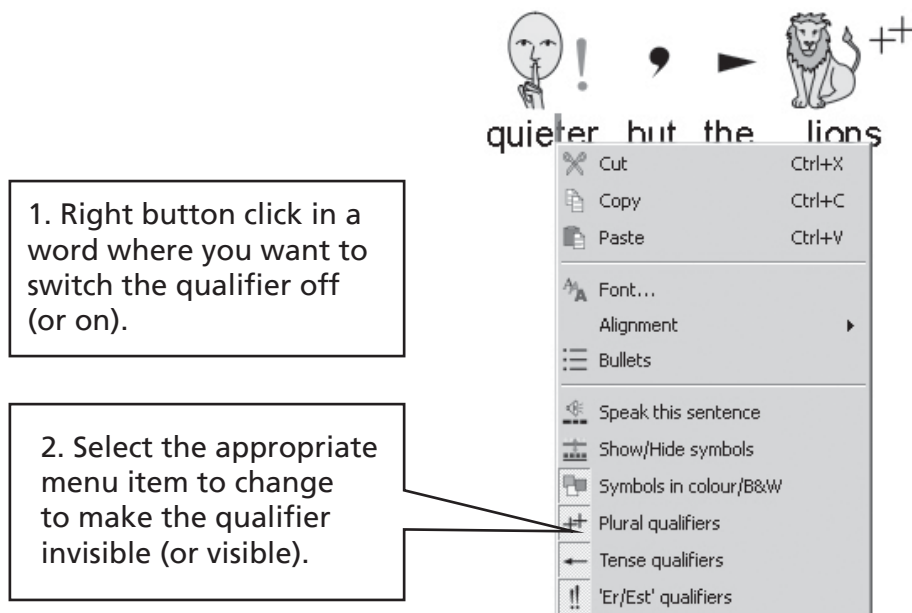 quieter but the lions
1. Right button click in a
word where you want to
switch the qualifier off
(or on).
2. Select the appropriate
menu item to change
to make the qualifier
invisible (or visible).
Cut Ctrl+X
Copy Ctrl+C
Paste Ctrl+V
Font...
Alignment
Bullets
Speak this sentence
Show/Hide symbols
Symbols in colour/B&W
Plural qualifiers
Tense qualifiers
'Er/Est' qualifiers